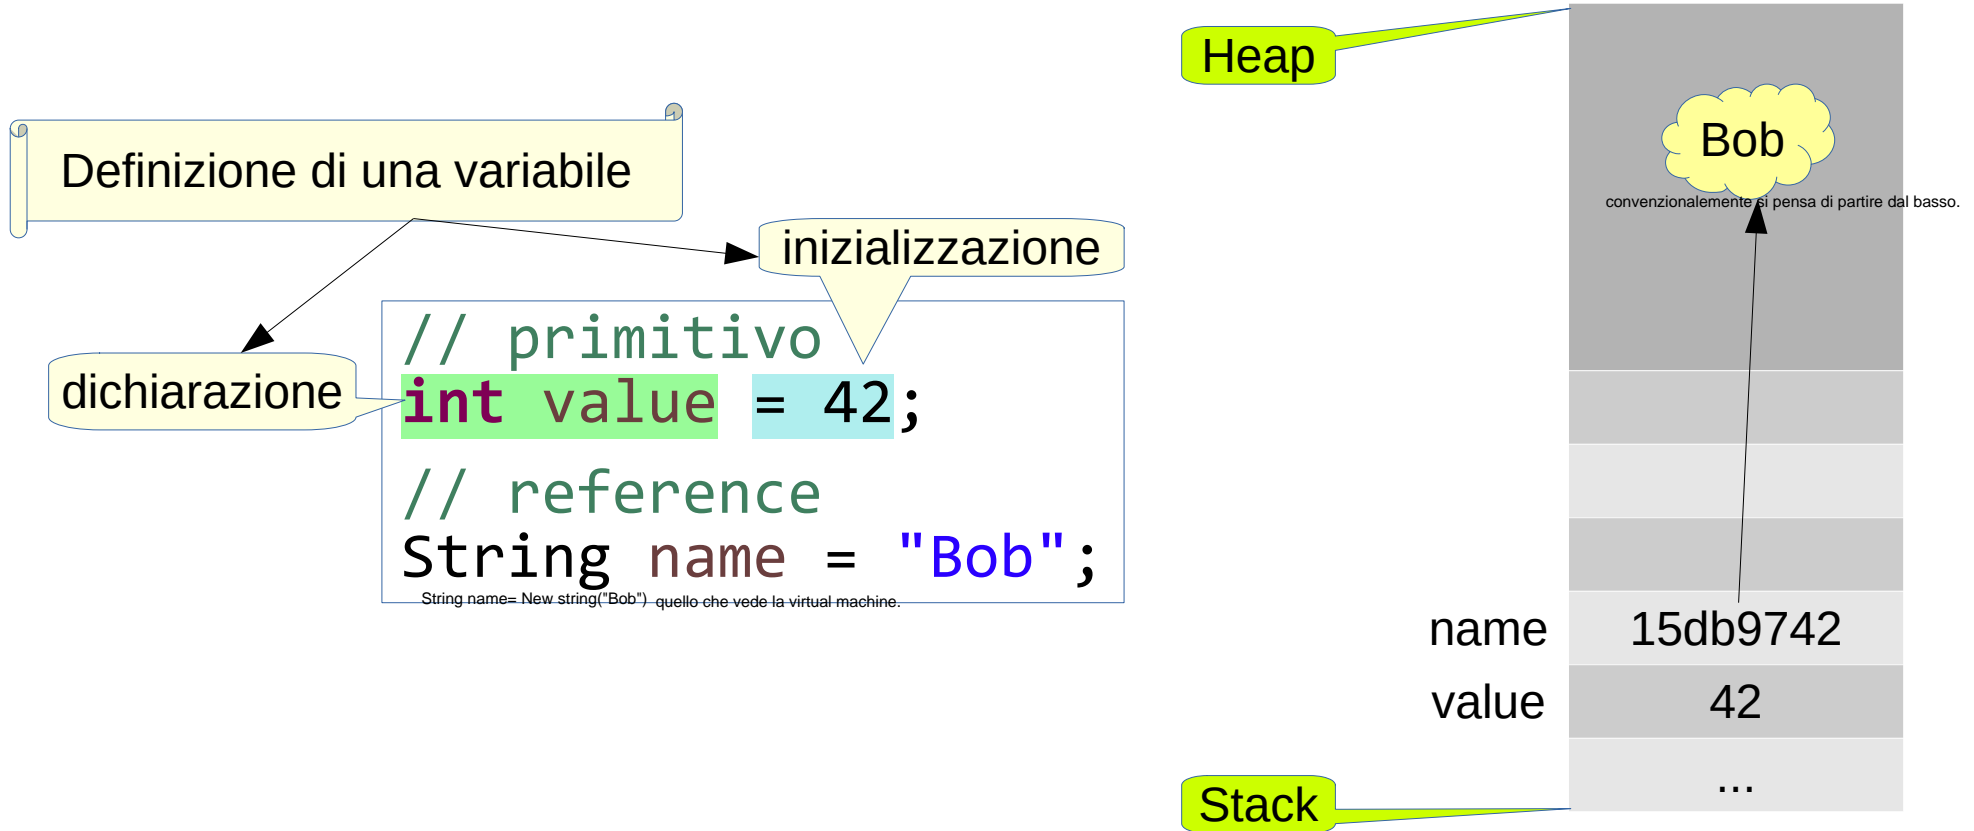 Definizione di una variabile
inizializzazione
dichiarazione
// primitivo
int value = 42;
// reference
String name = "Bob";
String name= New string("Bob") quello che vede la virtual machine.
Heap
Bob
convenzionalemente si pensa di partire dal basso.
name 15db9742
value 42
...
Stack